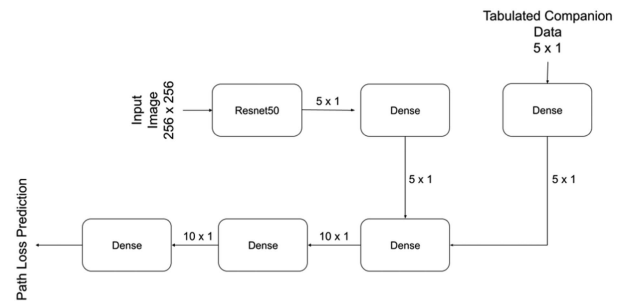 Tabulated Companion
Data
5 x 1
Input
Image
256 x 256
Resnet50
5 x 1
Dense
Dense
5 x 1
5 x 1
Path Loss Prediction
Dense
10 x 1
Dense
10 x 1
Dense